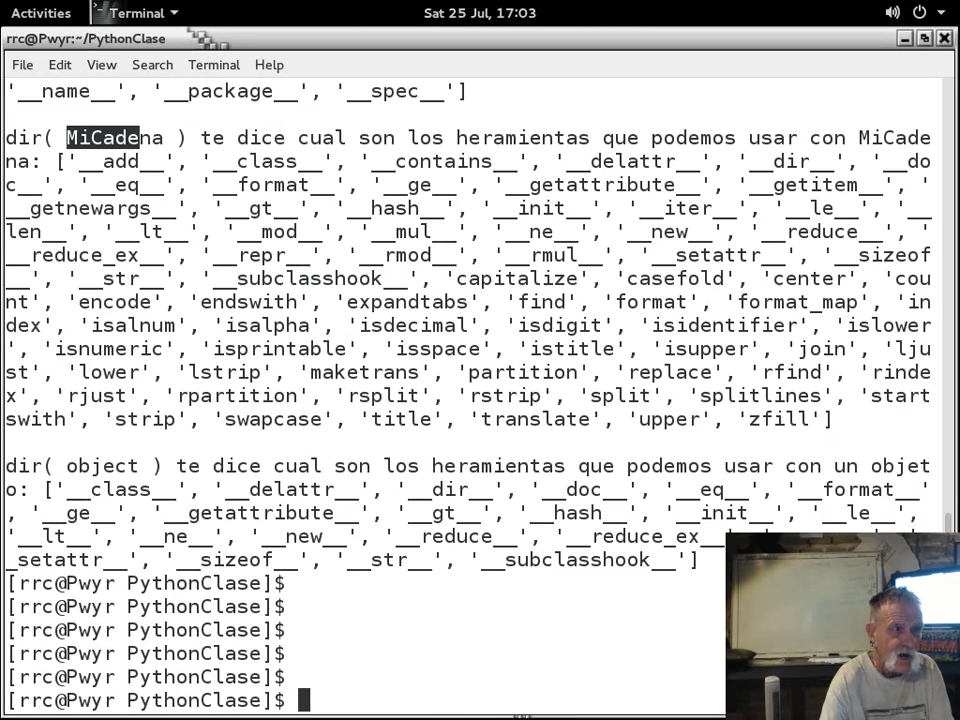 Activities Terminal Sat 25 Jul, 17:03
rrc@Pwyr:~/PythonClase
File Edit View Search Terminal Help
'__name__', '__package__', '__spec__']
dir( MiCadena ) te dice cual son los heramientas que podemos usar con MiCade
na: ['__add__', '__class__', '__contains__', '__delattr__', '__dir__', '__do
c__', '__eq__', '__format__', '__ge__', '__getattribute__', '__getitem__', '
__getnewargs__', '__gt__', '__hash__', '__init__', '__iter__', '__le__', '__
len__', '__lt__', '__mod__', '__mul__', '__ne__', '__new__', '__reduce__', '
__reduce_ex__', '__repr__', '__rmod__', '__rmul__', '__setattr__', '__sizeof
__', '__str__', '__subclasshook__', 'capitalize', 'casefold', 'center', 'cou
nt', 'encode', 'endswith', 'expandtabs', 'find', 'format', 'format_map', 'in
dex', 'isalnum', 'isalpha', 'isdecimal', 'isdigit', 'isidentifier', 'islower
', 'isnumeric', 'isprintable', 'isspace', 'istitle', 'isupper', 'join', 'lju
st', 'lower', 'lstrip', 'maketrans', 'partition', 'replace', 'rfind', 'rinde
x', 'rjust', 'rpartition', 'rsplit', 'rstrip', 'split', 'splitlines', 'start
swith', 'strip', 'swapcase', 'title', 'translate', 'upper', 'zfill']
dir( object ) te dice cual son los heramientas que podemos usar con un objet
o: ['__class__', '__delattr__', '__dir__', '__doc__', '__eq__', '__format__'
, '__ge__', '__getattribute__', '__gt__', '__hash__', '__init__', '__le__',
'__lt__', '__ne__', '__new__', '__reduce__', '__reduce_ex__
_setattr__', '__sizeof__', '__str__', '__subclasshook__']
[rrc@Pwyr PythonClase]$
[rrc@Pwyr PythonClase]$
[rrc@Pwyr PythonClase]$
[rrc@Pwyr PythonClase]$
[rrc@Pwyr PythonClase]$
[rrc@Pwyr PythonClase]$